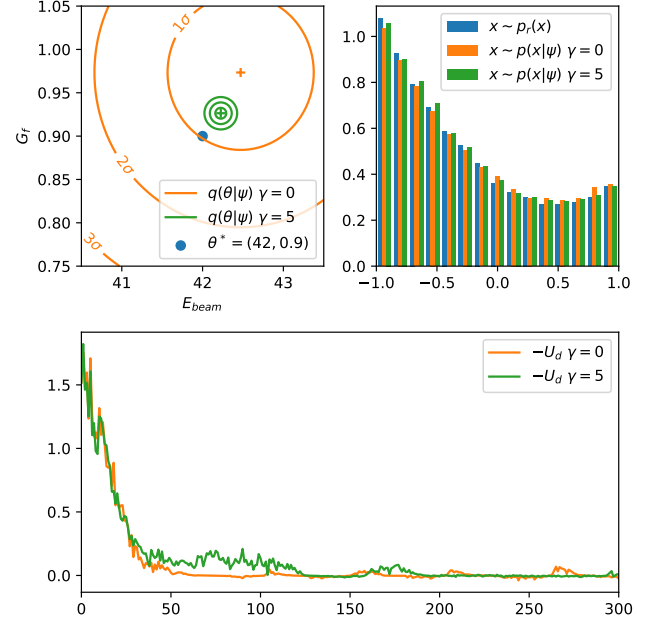 1.05
1.00
0.95
0.90
0.85
0.80
0.75
G_f
1σ
2σ
3σ
q(θ|ψ) γ = 0
q(θ|ψ) γ = 5
θ* = (42, 0.9)
41
42
43
E_beam
1.0
0.8
0.6
0.4
0.2
0.0
x ∼ p_r(x)
x ∼ p(x|ψ) γ = 0
x ∼ p(x|ψ) γ = 5
−1.0
−0.5
0.0
0.5
1.0
1.5
1.0
0.5
0.0
−U_d γ = 0
−U_d γ = 5
0
50
100
150
200
250
300